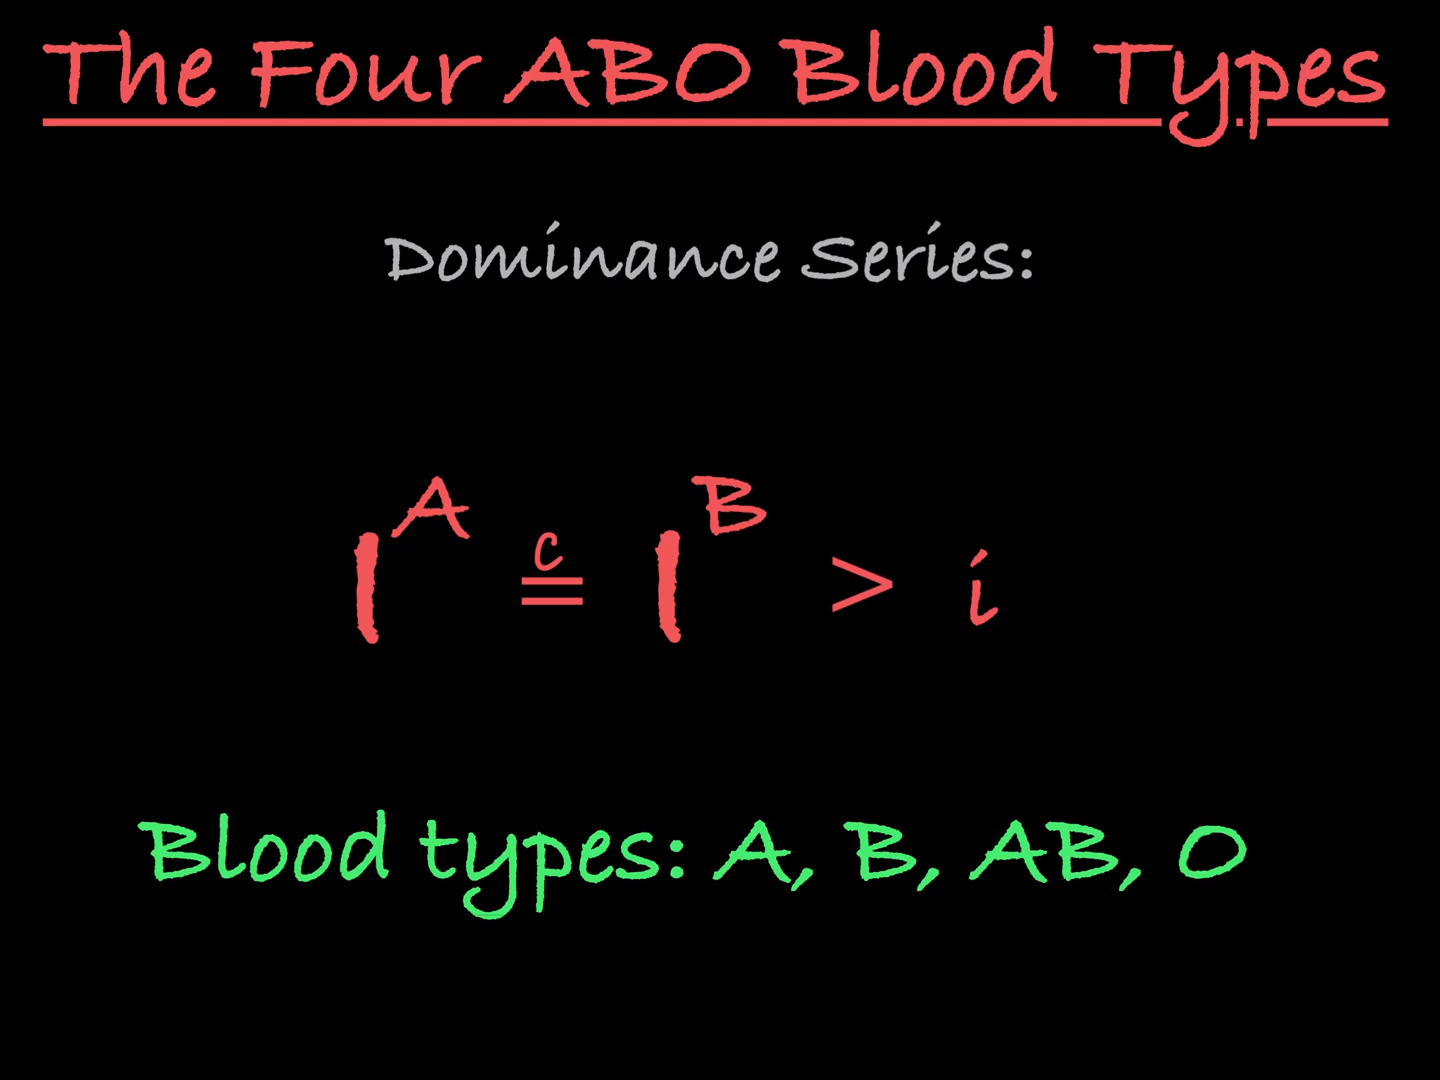 The Four ABO Blood Types
Dominance Series:
I^A =^c I^B > i
Blood types: A, B, AB, O